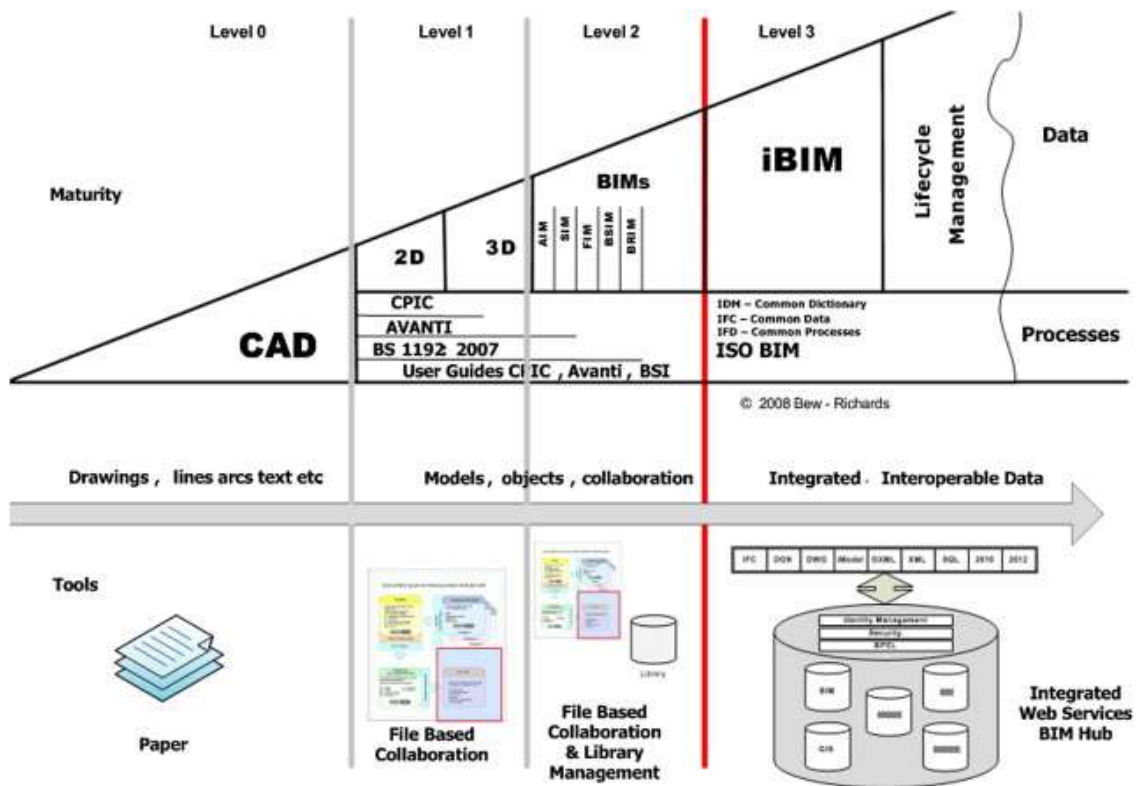 Level 0
Level 1
Level 2
Level 3
Maturity
2D
3D
BIMs
AIM
SIM
FIM
BSIM
BRIM
iBIM
Lifecycle
Management
Data
CAD
CPIC
AVANTI
BS 1192: 2007
User Guides CPIC , Avanti , BSI
IDM – Common Dictionary
IFC – Common Data
IFD – Common Processes
ISO BIM
Processes
© 2008 Bew - Richards
Drawings , lines arcs text etc
Models , objects , collaboration
Integrated , Interoperable Data
Tools
Paper
File Based
Collaboration
Library
File Based
Collaboration
& Library
Management
IFC
DGN
DWG
iModel
XML
SQL
2010
2012
Identity Management
Security
BPEL
BIM
GIS
Integrated
Web Services
BIM Hub